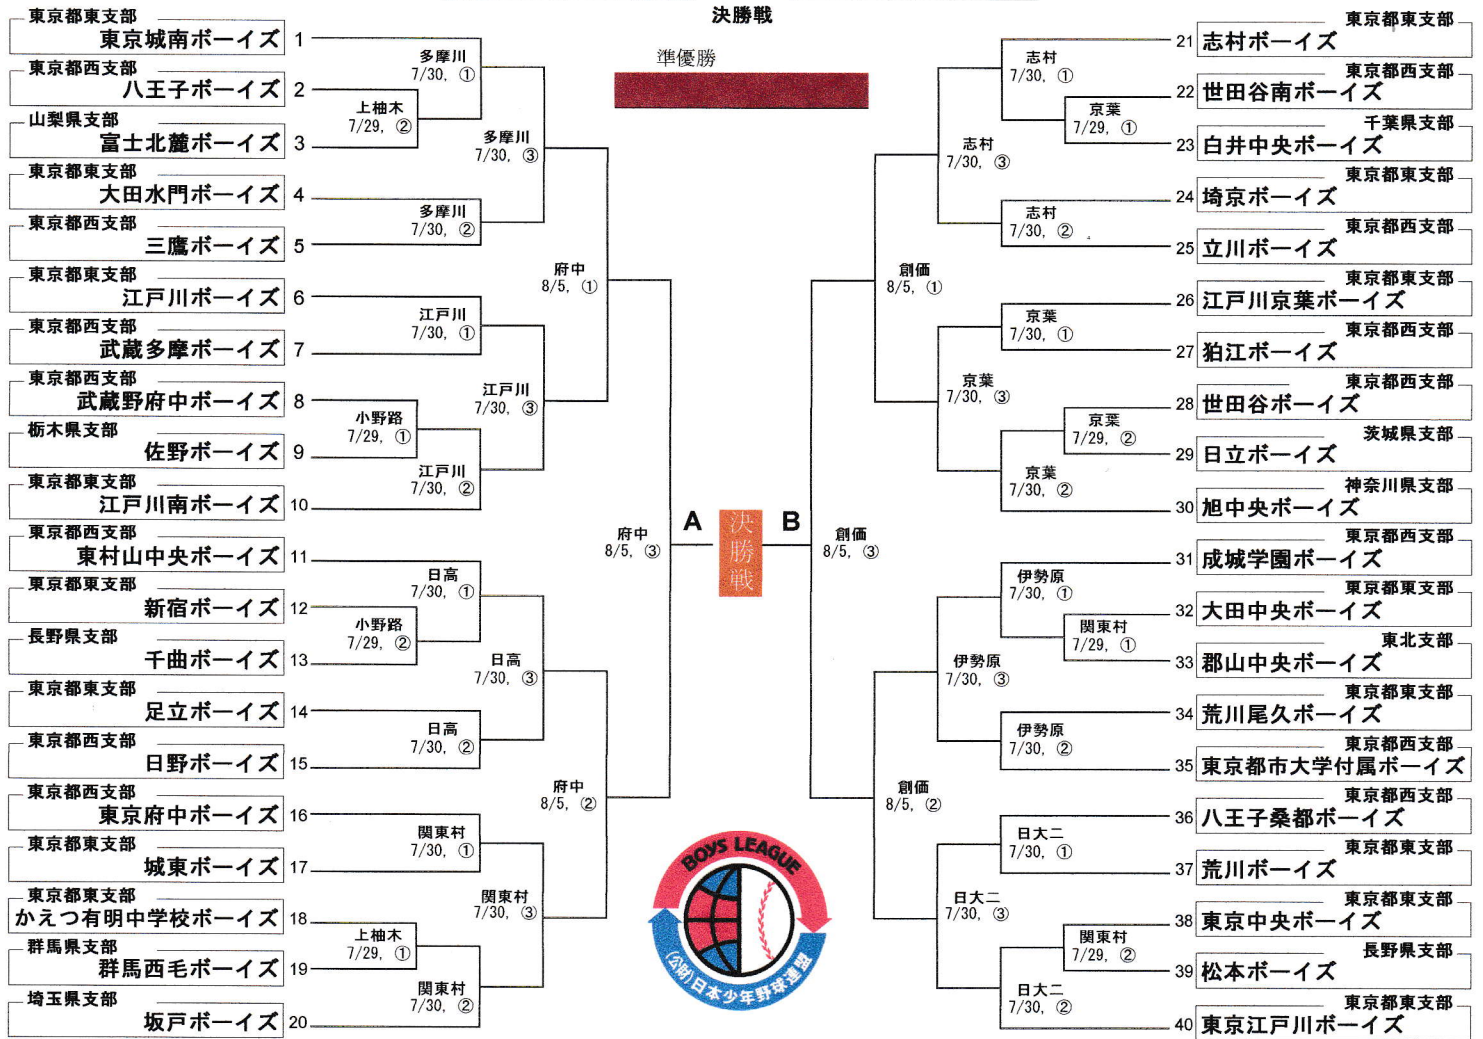 決勝戦
準優勝
東京都東支部
東京城南ボーイズ 1
東京都西支部
八王子ボーイズ 2
山梨県支部
富士北麓ボーイズ 3
東京都東支部
大田水門ボーイズ 4
東京都西支部
三鷹ボーイズ 5
東京都東支部
江戸川ボーイズ 6
東京都西支部
武蔵多摩ボーイズ 7
東京都西支部
武蔵野府中ボーイズ 8
栃木県支部
佐野ボーイズ 9
東京都東支部
江戸川南ボーイズ 10
東京都西支部
東村山中央ボーイズ 11
東京都東支部
新宿ボーイズ 12
長野県支部
千曲ボーイズ 13
東京都東支部
足立ボーイズ 14
東京都西支部
日野ボーイズ 15
東京都西支部
東京府中ボーイズ 16
東京都東支部
城東ボーイズ 17
東京都東支部
かえつ有明中学校ボーイズ 18
群馬県支部
群馬西毛ボーイズ 19
埼玉県支部
坂戸ボーイズ 20
上柚木
7/29, ②
小野路
7/29, ①
小野路
7/29, ②
上柚木
7/29, ①
多摩川
7/30, ①
多摩川
7/30, ②
江戸川
7/30, ①
江戸川
7/30, ②
日高
7/30, ①
日高
7/30, ②
関東村
7/30, ①
関東村
7/30, ②
多摩川
7/30, ③
江戸川
7/30, ③
日高
7/30, ③
関東村
7/30, ③
府中
8/5, ①
府中
8/5, ②
府中
8/5, ③
A
決勝戦
B
創価
8/5, ③
創価
8/5, ①
創価
8/5, ②
志村
7/30, ③
京葉
7/30, ③
伊勢原
7/30, ③
日大二
7/30, ③
志村
7/30, ①
志村
7/30, ②
京葉
7/30, ①
京葉
7/30, ②
伊勢原
7/30, ①
伊勢原
7/30, ②
日大二
7/30, ①
日大二
7/30, ②
京葉
7/29, ①
京葉
7/29, ②
関東村
7/29, ①
関東村
7/29, ②
東京都東支部
21 志村ボーイズ
東京都西支部
22 世田谷南ボーイズ
千葉県支部
23 白井中央ボーイズ
東京都東支部
24 埼京ボーイズ
東京都西支部
25 立川ボーイズ
東京都東支部
26 江戸川京葉ボーイズ
東京都西支部
27 狛江ボーイズ
東京都西支部
28 世田谷ボーイズ
茨城県支部
29 日立ボーイズ
神奈川県支部
30 旭中央ボーイズ
東京都西支部
31 成城学園ボーイズ
東京都東支部
32 大田中央ボーイズ
東北支部
33 郡山中央ボーイズ
東京都東支部
34 荒川尾久ボーイズ
東京都西支部
35 東京都市大学付属ボーイズ
東京都西支部
36 八王子桑都ボーイズ
東京都東支部
37 荒川ボーイズ
東京都東支部
38 東京中央ボーイズ
長野県支部
39 松本ボーイズ
東京都東支部
40 東京江戸川ボーイズ
BOYS LEAGUE
(公財)日本少年野球連盟